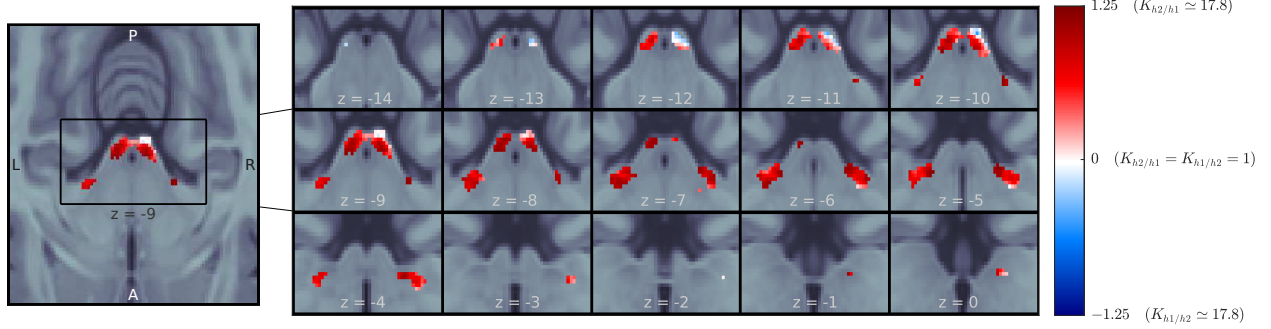 P
L
R
z = -9
A
z = -14
z = -13
z = -12
z = -11
z = -10
z = -9
z = -8
z = -7
z = -6
z = -5
z = -4
z = -3
z = -2
z = -1
z = 0
1.25 (K_{h2/h1} ≃ 17.8)
0 (K_{h2/h1} = K_{h1/h2} = 1)
−1.25 (K_{h1/h2} ≃ 17.8)